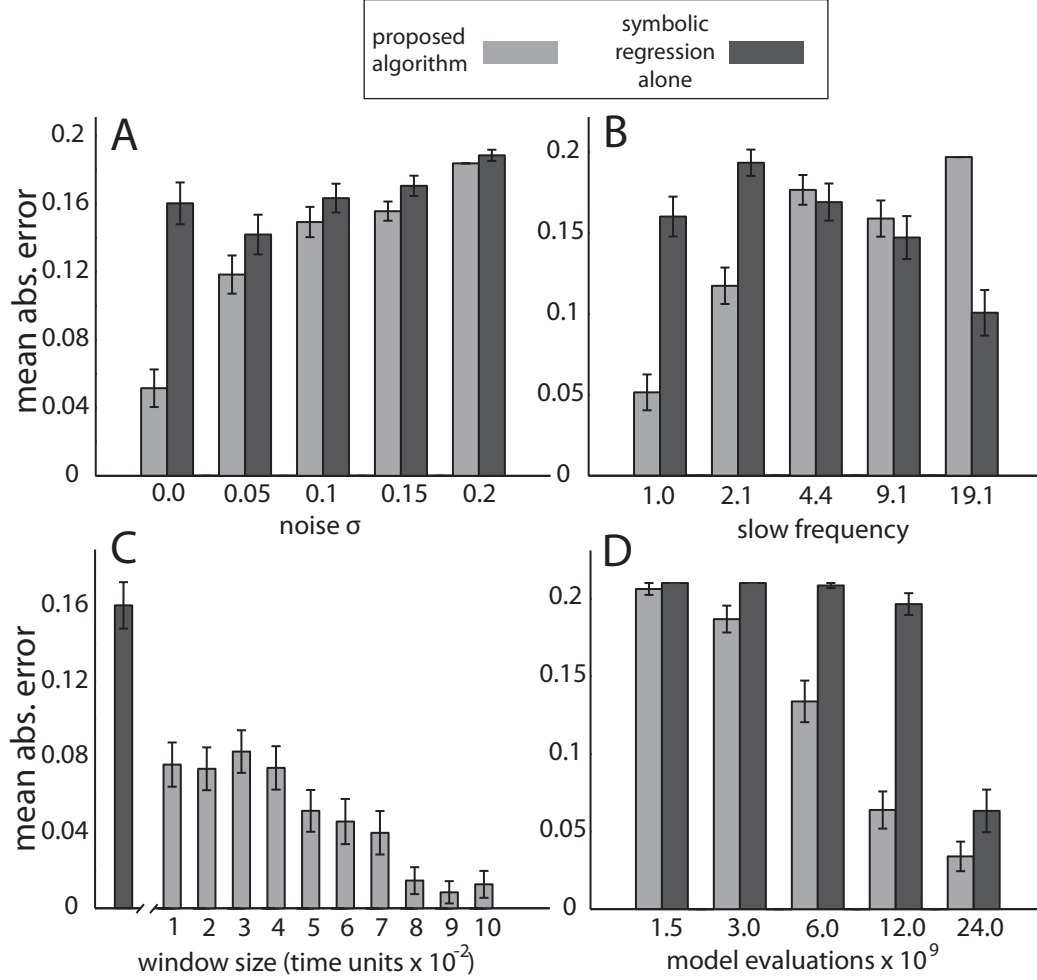 proposed
algorithm
symbolic
regression
alone
A
mean abs. error
0.2
0.16
0.12
0.08
0.04
0
0.0 0.05 0.1 0.15 0.2
noise σ
B
0.2
0.15
0.1
0.05
0
1.0 2.1 4.4 9.1 19.1
slow frequency
C
mean abs. error
0.16
0.12
0.08
0.04
0
1 2 3 4 5 6 7 8 9 10
window size (time units x 10⁻²)
D
0.2
0.15
0.1
0.05
0
1.5 3.0 6.0 12.0 24.0
model evaluations x 10⁹